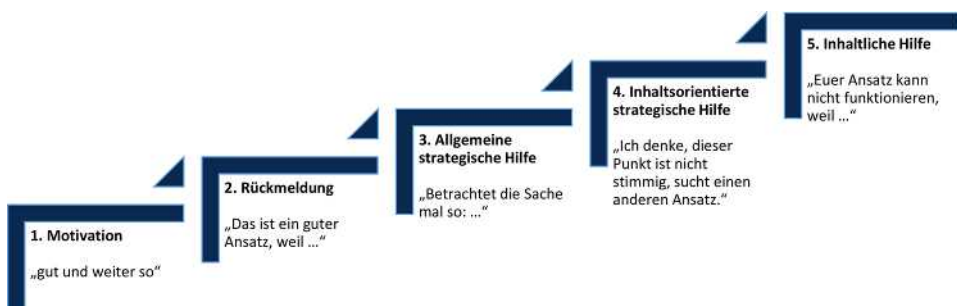 1. Motivation
„gut und weiter so“
2. Rückmeldung
„Das ist ein guter
Ansatz, weil ...“
3. Allgemeine
strategische Hilfe
„Betrachtet die Sache
mal so: ...“
4. Inhaltsorientierte
strategische Hilfe
„Ich denke, dieser
Punkt ist nicht
stimmig, sucht einen
anderen Ansatz.“
5. Inhaltliche Hilfe
„Euer Ansatz kann
nicht funktionieren,
weil ...“